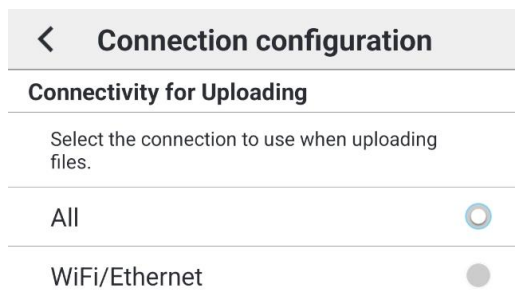 Connection configuration
Connectivity for Uploading
Select the connection to use when uploading
files.
All
WiFi/Ethernet